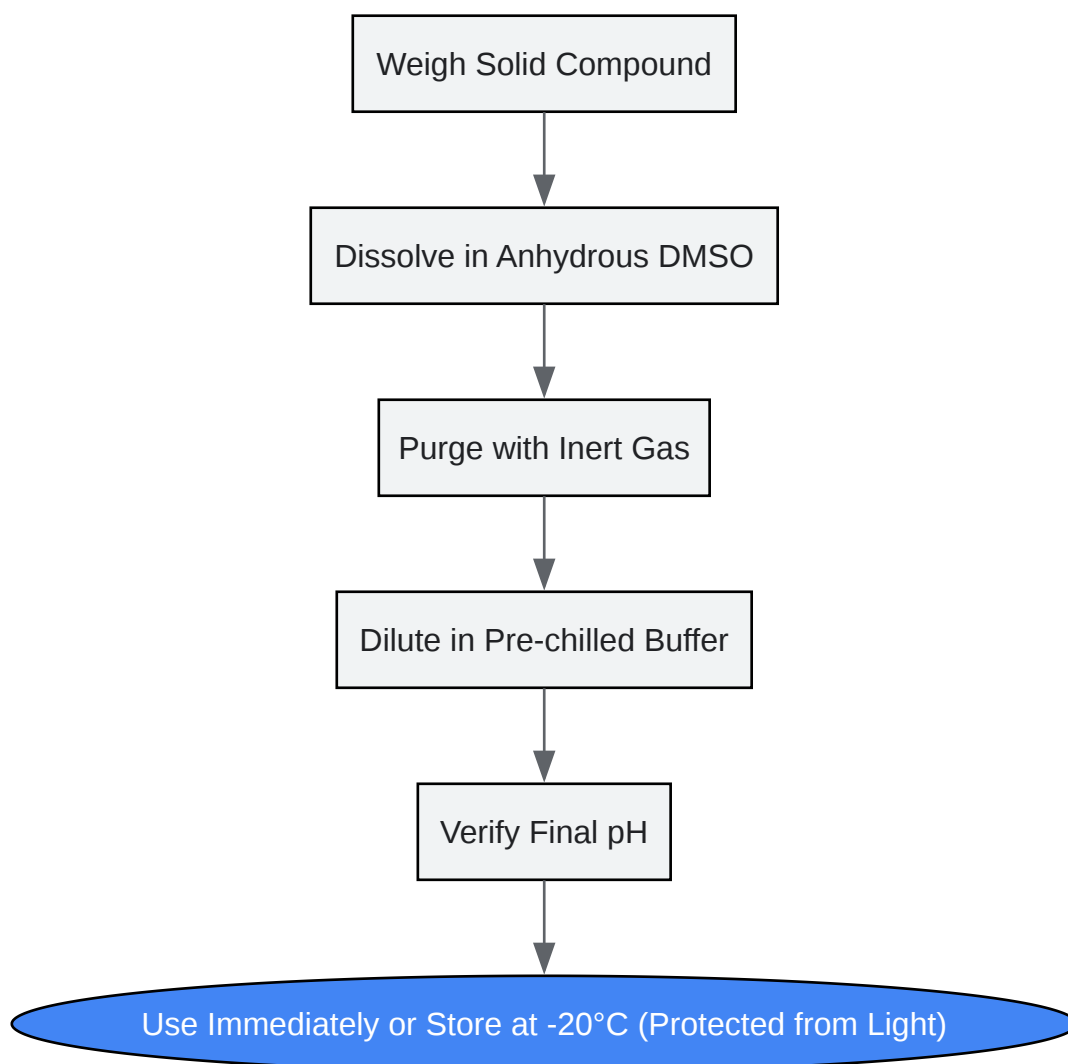 Weigh Solid Compound
Dissolve in Anhydrous DMSO
Purge with Inert Gas
Dilute in Pre-chilled Buffer
Verify Final pH
Use Immediately or Store at -20°C (Protected from Light)